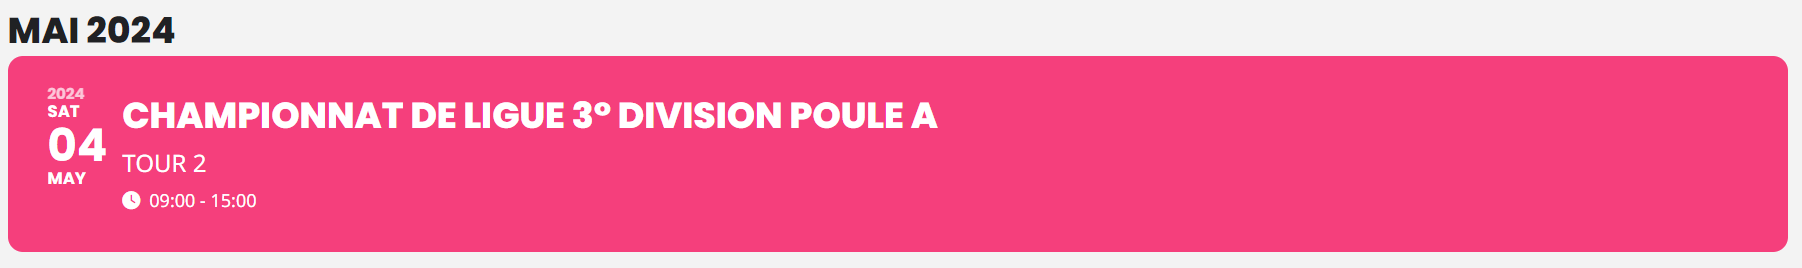 MAI 2024
2024
SAT
04
MAY
CHAMPIONNAT DE LIGUE 3° DIVISION POULE A
TOUR 2
09:00 - 15:00